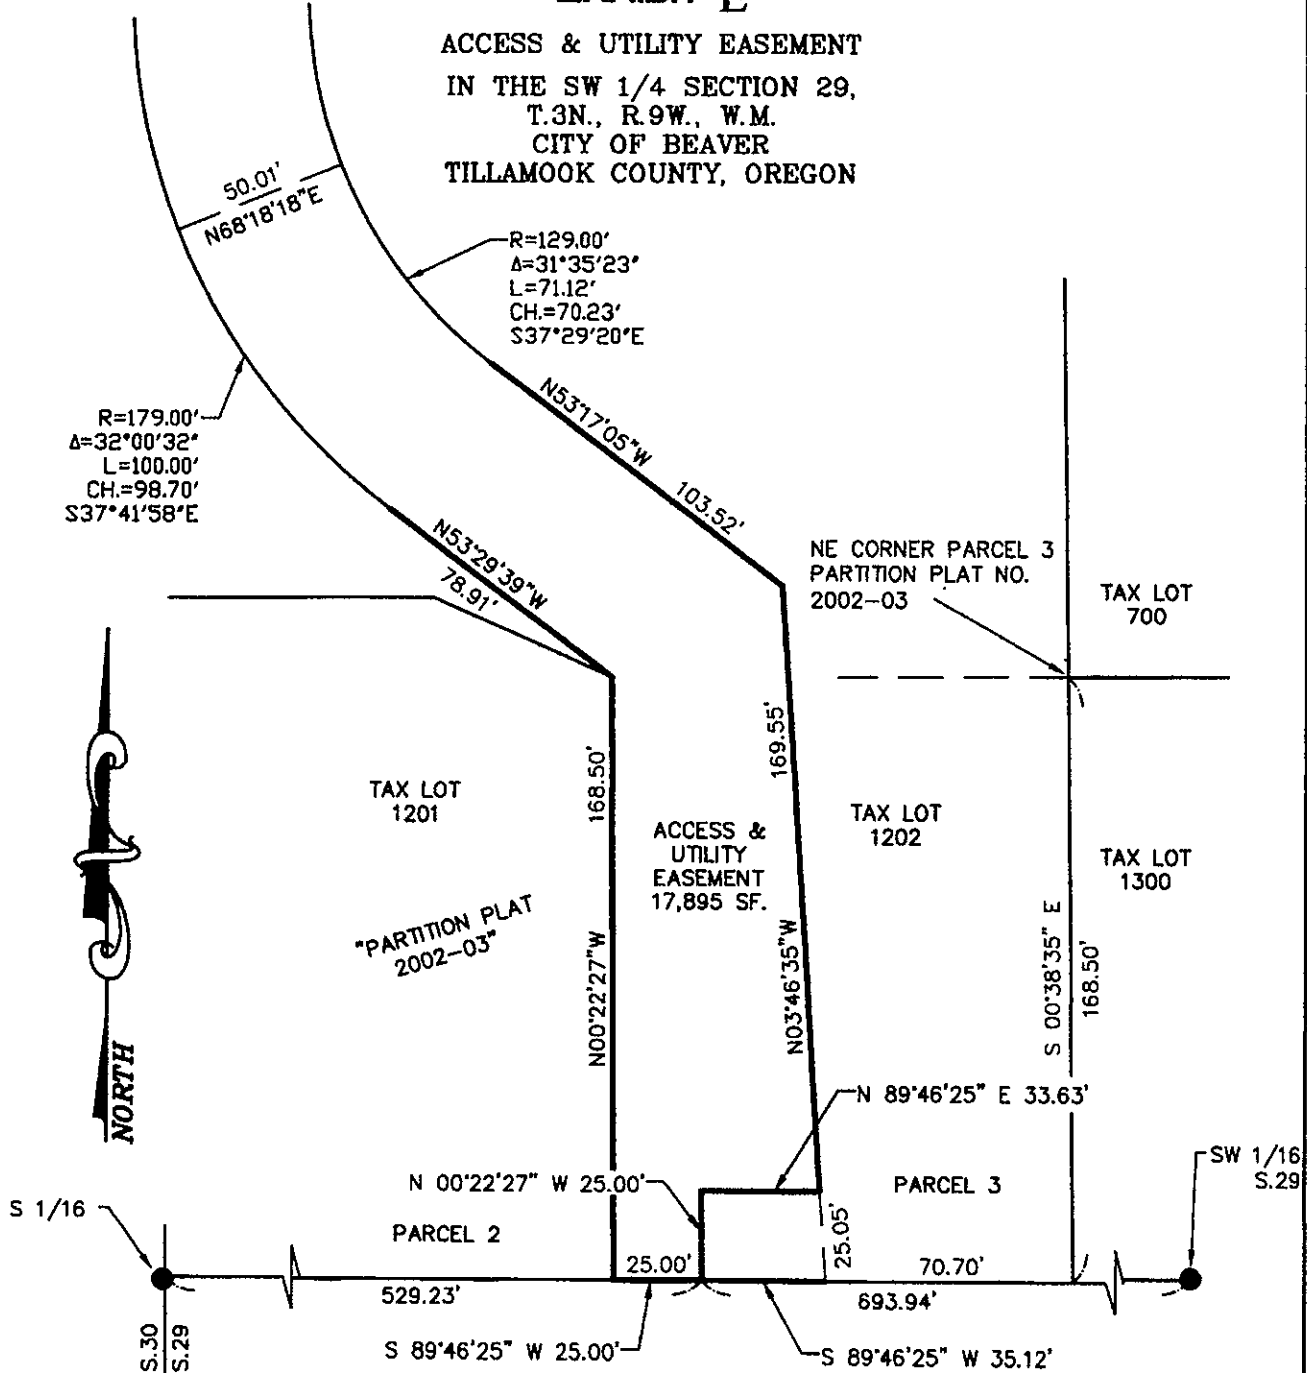 ACCESS & UTILITY EASEMENT
IN THE SW 1/4 SECTION 29,
T.3N., R.9W., W.M.
CITY OF BEAVER
TILLAMOOK COUNTY, OREGON
50.01'
N68°18'18"E
R=129.00'
Δ=31°35'23"
L=71.12'
CH.=70.23'
S37°29'20"E
R=179.00'
Δ=32°00'32"
L=100.00'
CH.=98.70'
S37°41'58"E
N53°17'05"W
103.52'
N53°29'39"W
78.91'
NE CORNER PARCEL 3
PARTITION PLAT NO.
2002-03
TAX LOT
700
TAX LOT
1201
168.50'
169.55'
ACCESS &
UTILITY
EASEMENT
17,895 SF.
TAX LOT
1202
TAX LOT
1300
"PARTITION PLAT
2002-03"
N00°22'27"W
N03°46'35"W
S 00°38'35" E
168.50'
NORTH
N 89°46'25" E 33.63'
N 00°22'27" W 25.00'
PARCEL 3
SW 1/16
S.29
S 1/16
PARCEL 2
25.00'
25.05'
70.70'
529.23'
693.94'
S.30
S.29
S 89°46'25" W 25.00'
S 89°46'25" W 35.12'